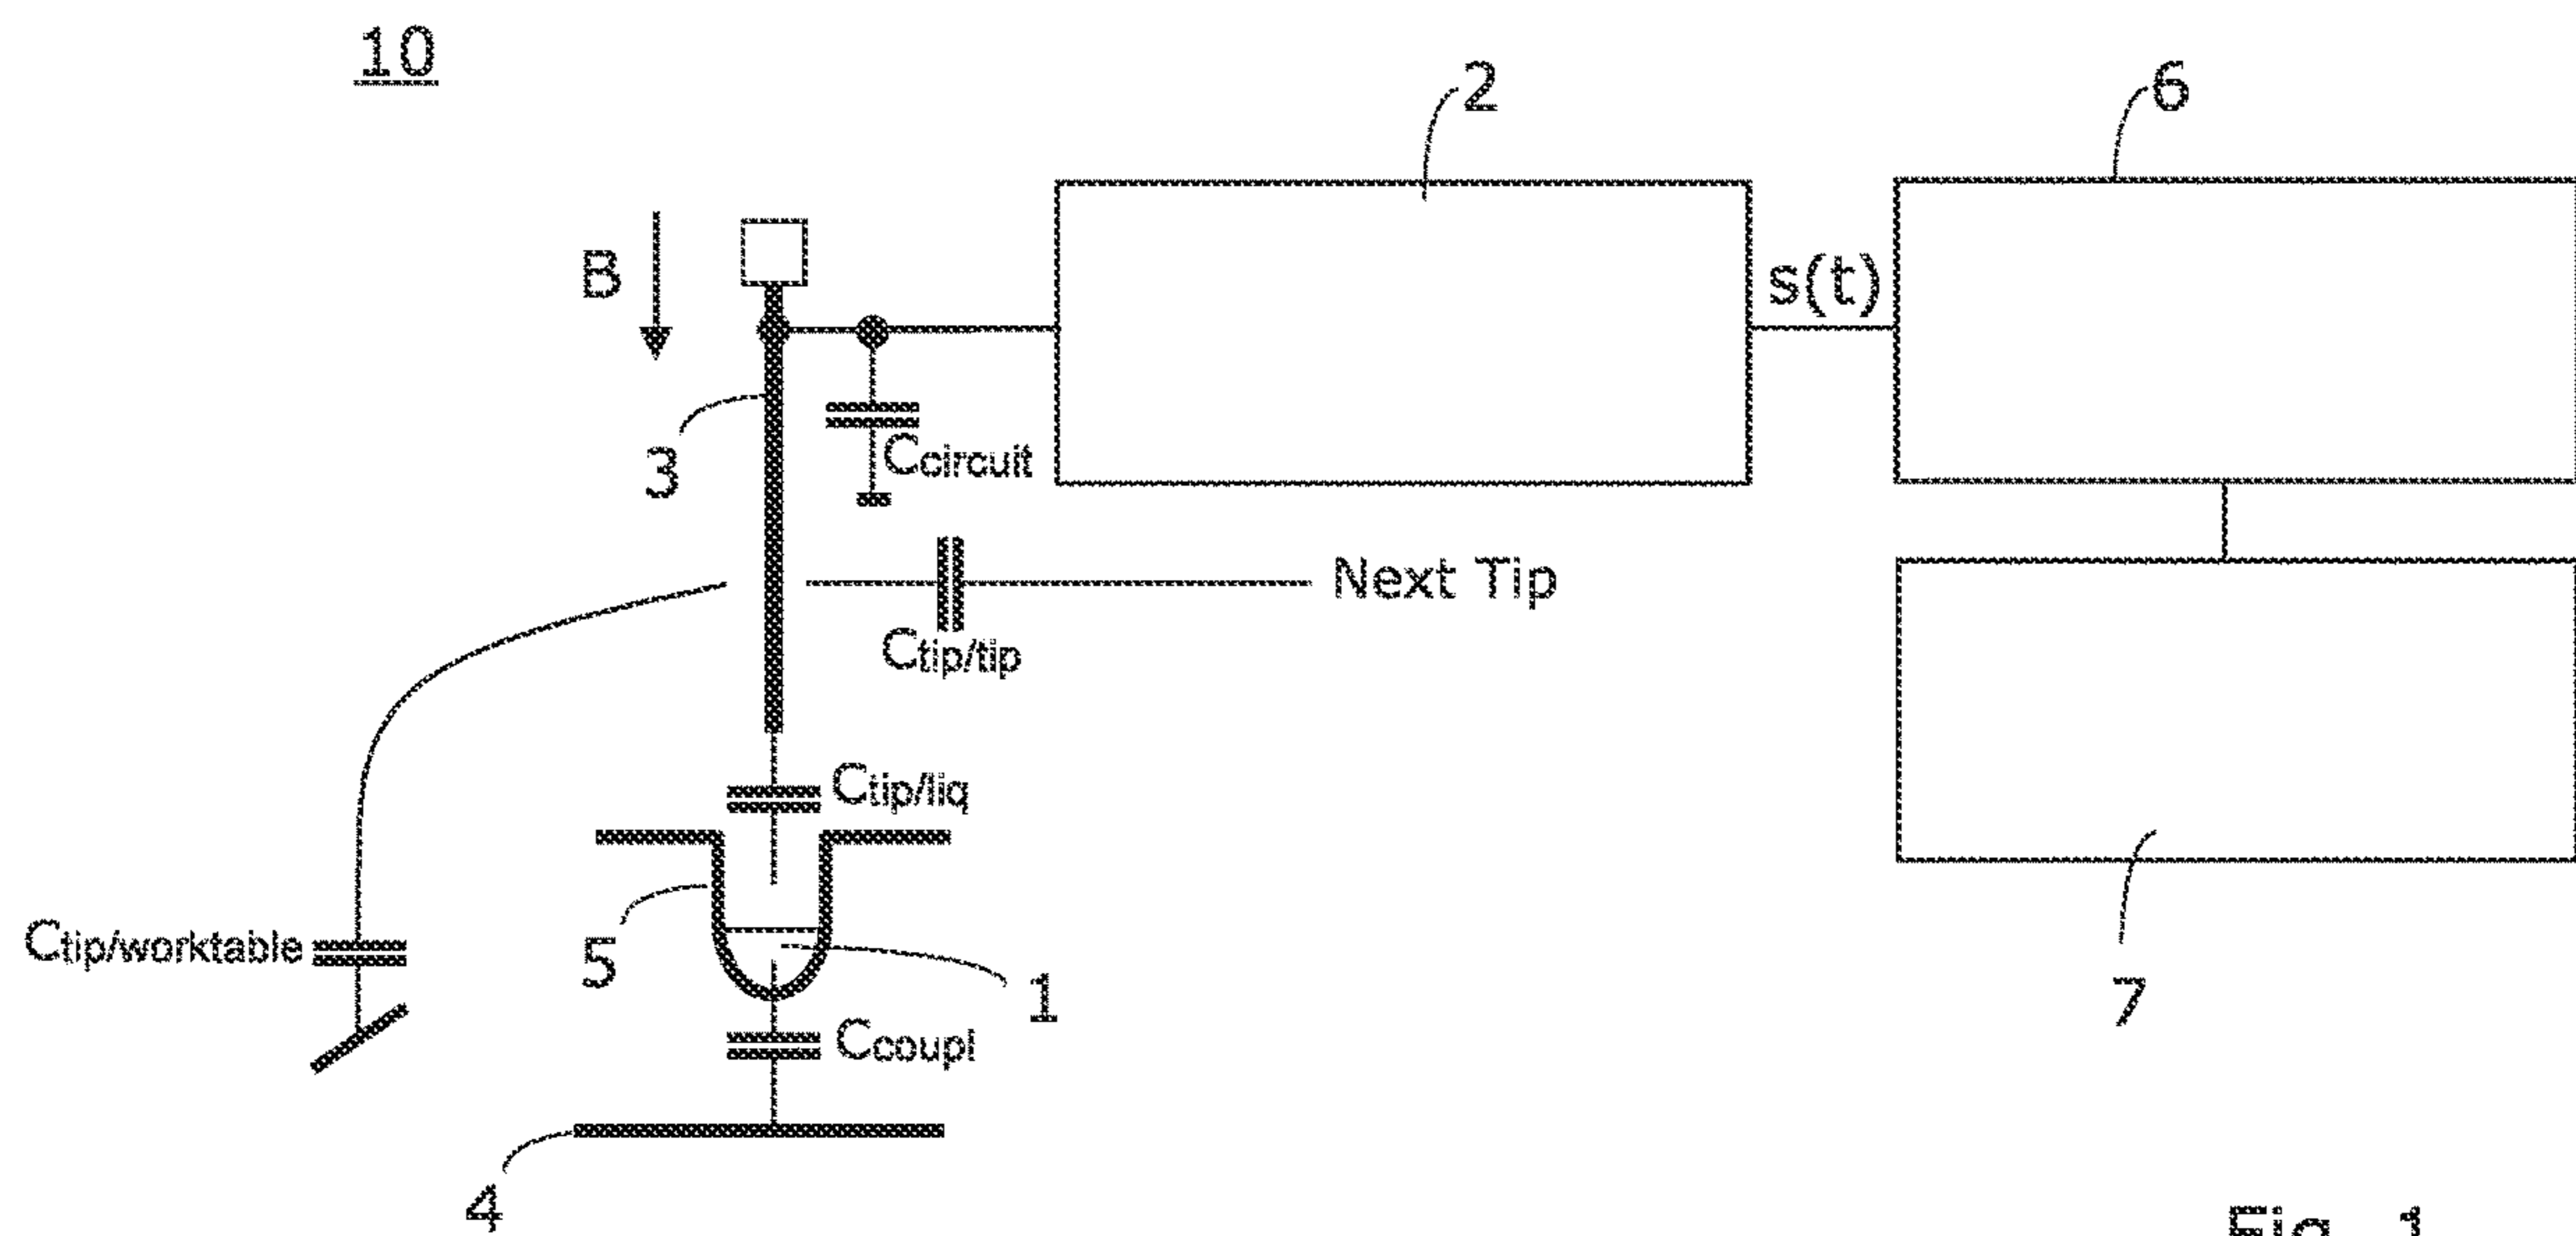 10
2
6
B
s(t)
3
Ccircuit
Next Tip
Ctip/tip
Ctip/liq
Ctip/worktable
5
1
7
Ccoupl
4
Fig. 1